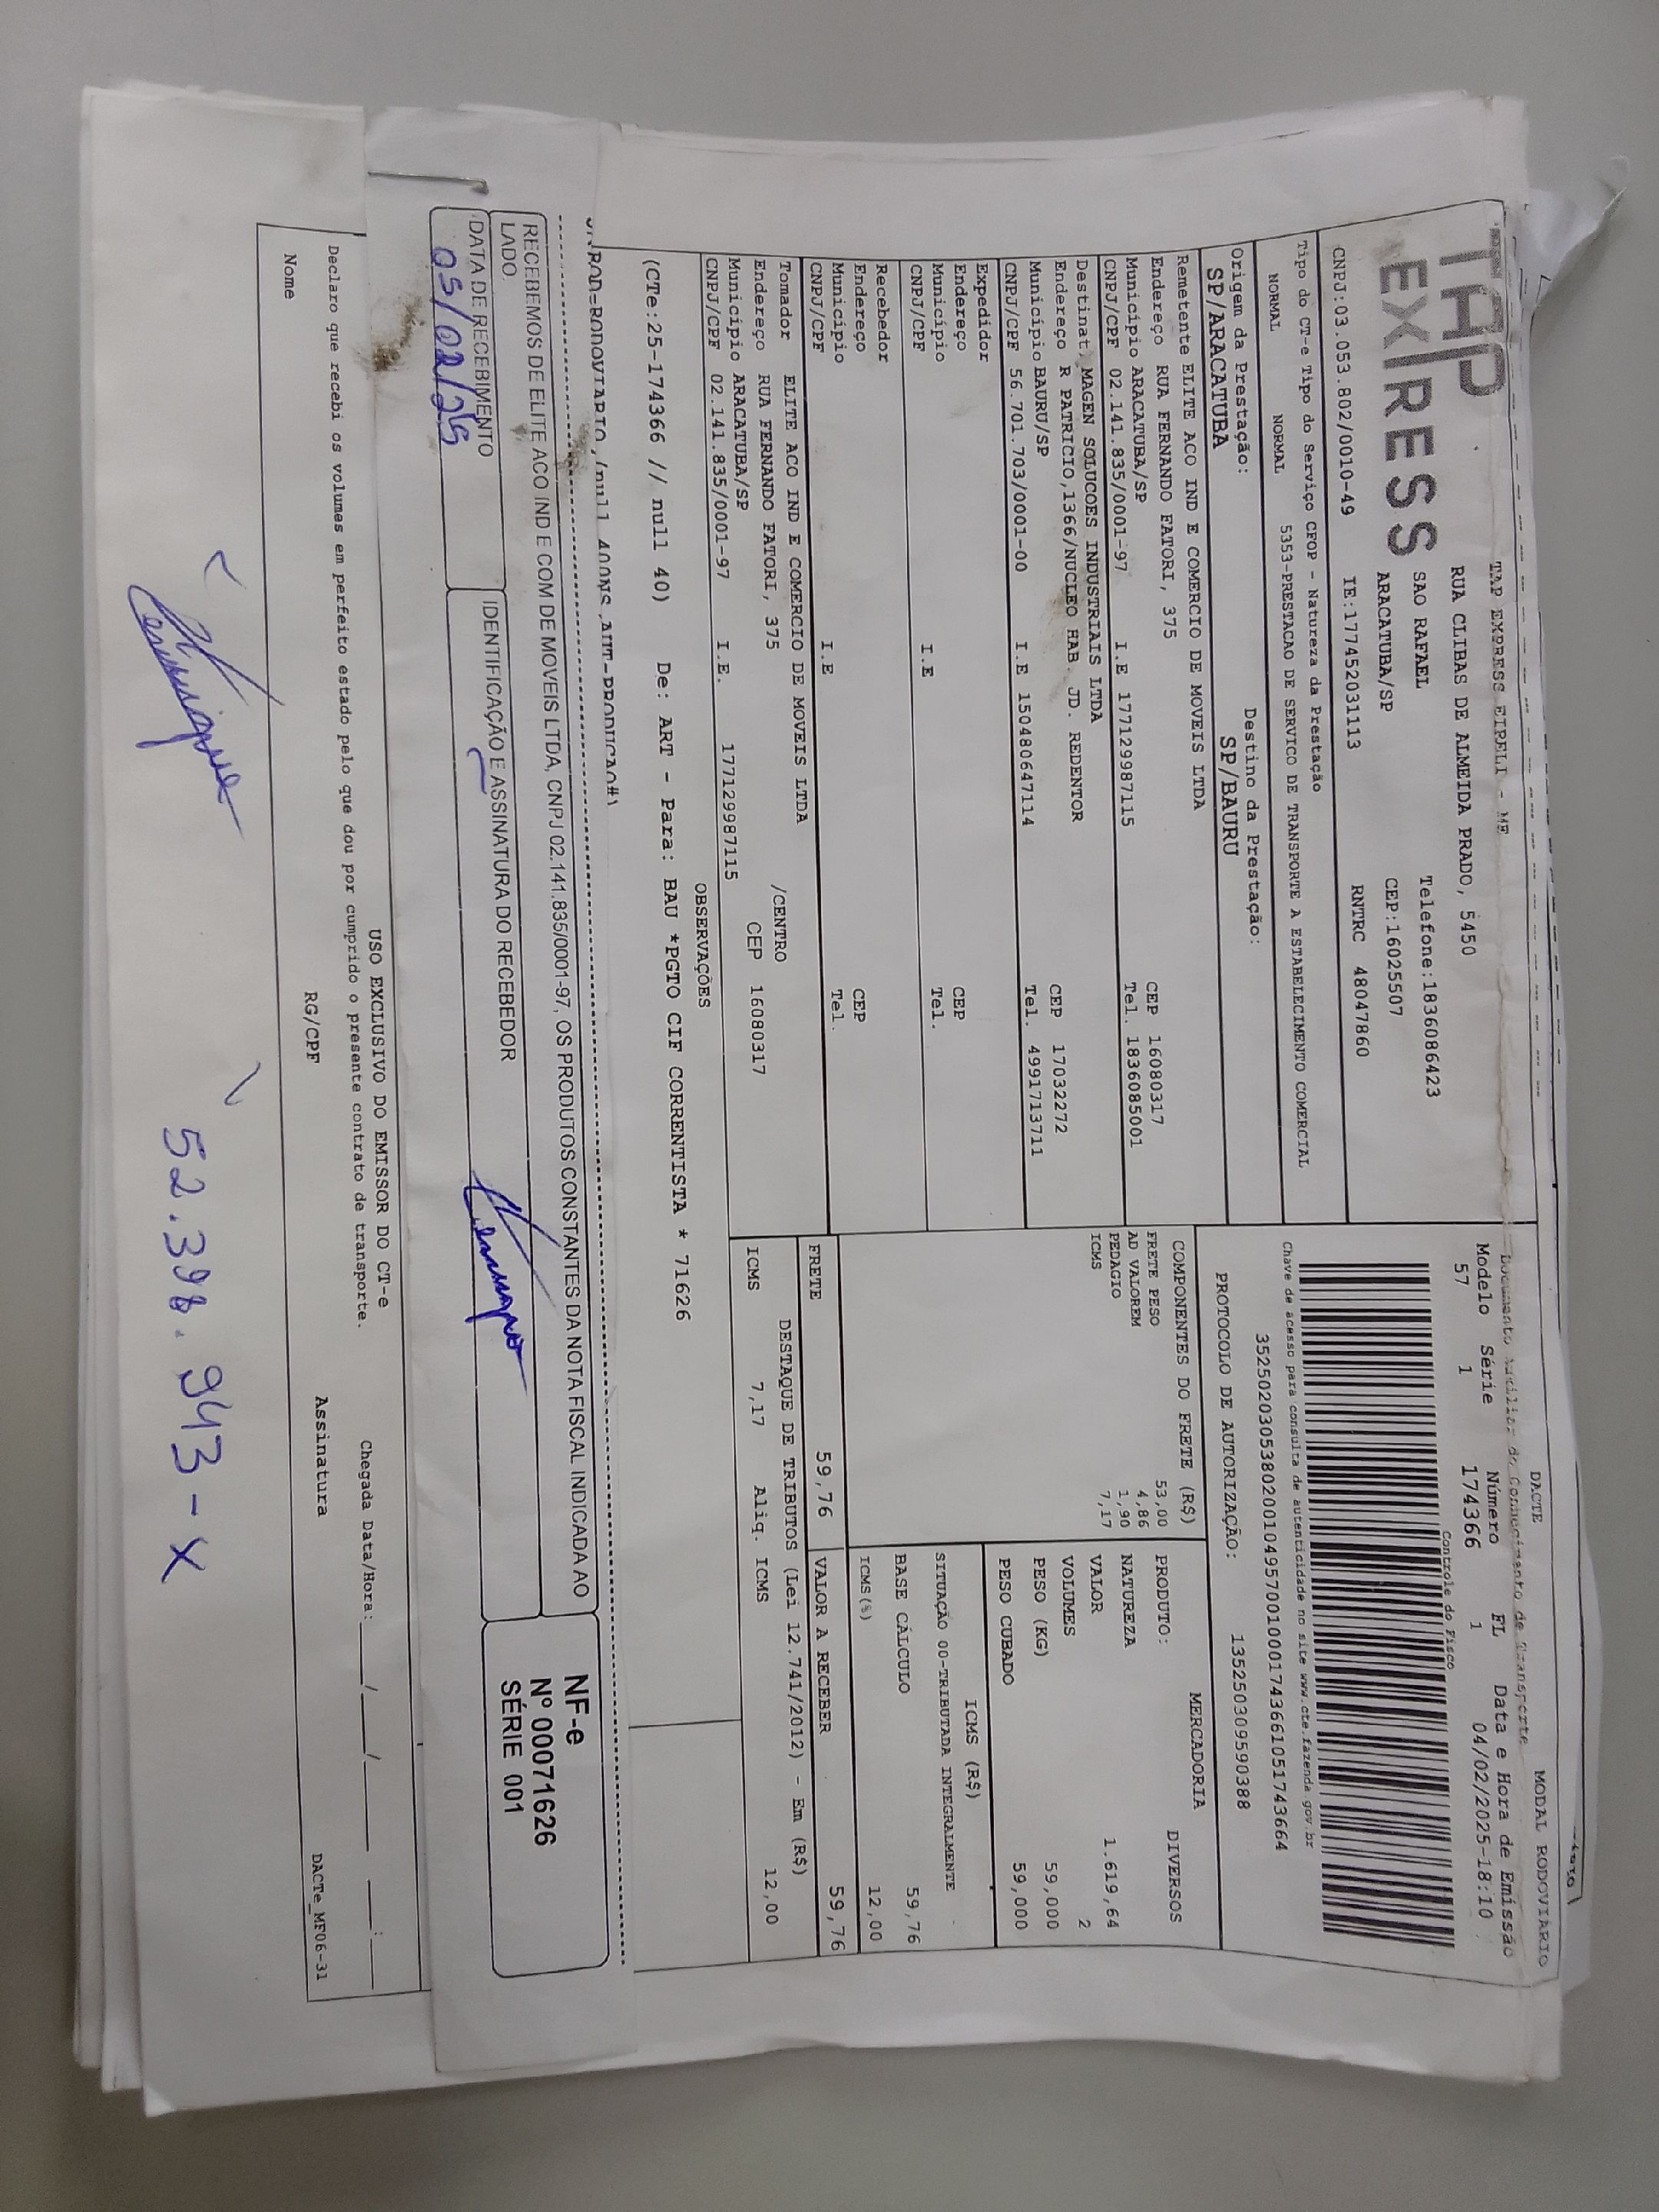 TAP
EXPRESS
TAP EXPRESS EIRELI - ME
RUA CLIBAS DE ALMEIDA PRADO, 5450
SAO RAFAEL Telefone:1836086423
ARACATUBA/SP CEP:16025507
CNPJ:03.053.802/0010-49 IE:177452031113 RNTRC 48047860
Tipo do CT-e Tipo do Serviço CFOP - Natureza da Prestação
NORMAL NORMAL 5353-PRESTACAO DE SERVICO DE TRANSPORTE A ESTABELECIMENTO COMERCIAL
Origem da Prestação: Destino da Prestação:
SP/ARACATUBA SP/BAURU
DACTE MODAL RODOVIARIO
Documento Auxiliar do Conhecimento de Transporte
Modelo Série Número FL Data e Hora de Emissão
57 1 174366 1 04/02/2025-18:10
Controle do Fisco
Chave de acesso para consulta de autenticidade no site www.cte.fazenda.gov.br
35250203053802001049570010001743661051743664
PROTOCOLO DE AUTORIZAÇÃO: 135250309590388
Remetente ELITE ACO IND E COMERCIO DE MOVEIS LTDA
Endereço RUA FERNANDO FATORI, 375 CEP 16080317
Município ARACATUBA/SP Tel. 1836085001
CNPJ/CPF 02.141.835/0001-97 I.E 177129987115
Destinat. MAGEN SOLUCOES INDUSTRIAIS LTDA
Endereço R PATRICIO,1366/NUCLEO HAB. JD. REDENTOR CEP 17032272
Município BAURU/SP Tel. 4991713711
CNPJ/CPF 56.701.703/0001-00 I.E 150480647114
Expedidor
Endereço CEP
Município Tel.
CNPJ/CPF I.E
Recebedor
Endereço CEP
Município Tel.
CNPJ/CPF I.E
Tomador ELITE ACO IND E COMERCIO DE MOVEIS LTDA
Endereço RUA FERNANDO FATORI, 375 /CENTRO
Município ARACATUBA/SP CEP 16080317
CNPJ/CPF 02.141.835/0001-97 I.E. 177129987115
COMPONENTES DO FRETE (R$)
FRETE PESO 53,00
AD VALOREM 4,86
PEDAGIO 1,90
ICMS 7,17
MERCADORIA
PRODUTO: DIVERSOS
NATUREZA
VALOR 1.619,64
VOLUMES 2
PESO (KG) 59,000
PESO CUBADO 59,000
ICMS (R$)
SITUAÇÃO 00-TRIBUTADA INTEGRALMENTE
BASE CÁLCULO 59,76
ICMS(%) 12,00
FRETE 59,76 VALOR A RECEBER 59,76
DESTAQUE DE TRIBUTOS (Lei 12.741/2012) - Em (R$)
ICMS 7,17 Aliq. ICMS 12,00
OBSERVAÇÕES
(CTe:25-174366 // null 40) De: ART - Para: BAU *PGTO CIF CORRENTISTA * 71626
RECEBEMOS DE ELITE ACO IND E COM DE MOVEIS LTDA, CNPJ 02.141.835/0001-97, OS PRODUTOS CONSTANTES DA NOTA FISCAL INDICADA AO
LADO.
DATA DE RECEBIMENTO IDENTIFICAÇÃO E ASSINATURA DO RECEBEDOR
05/02/25
NF-e
Nº 000071626
SÉRIE 001
USO EXCLUSIVO DO EMISSOR DO CT-e
Declaro que recebi os volumes em perfeito estado pelo que dou por cumprido o presente contrato de transporte. Chegada Data/Hora: ____/____/____ ____:____
Nome RG/CPF Assinatura DACTe_MF06-31
52.398.943-X